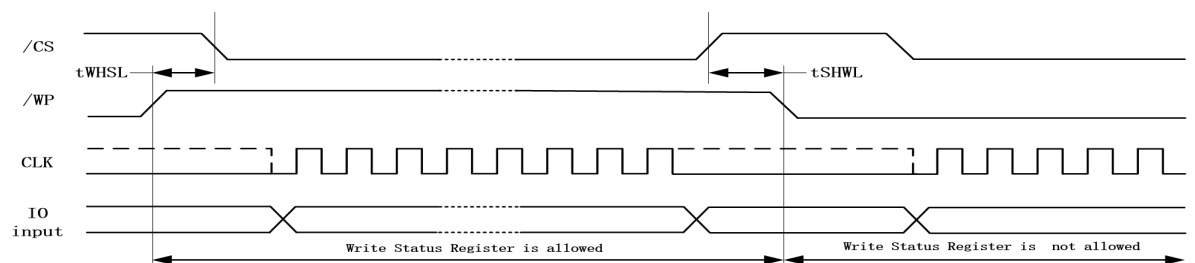 /CS
tWHSL
tSHWL
/WP
CLK
IO
input
Write Status Register is allowed
Write Status Register is not allowed